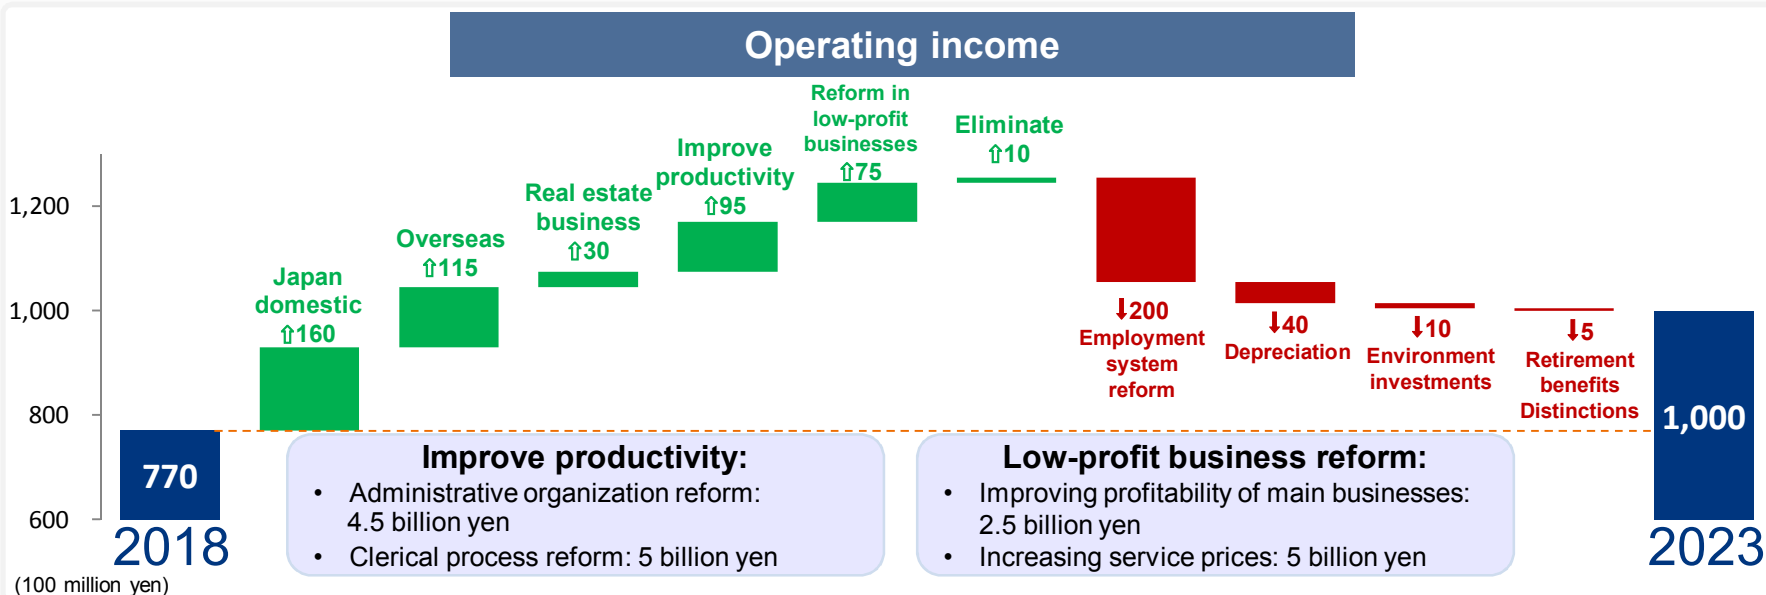 Operating income
1,200
1,000
800
600
(100 million yen)
770
2018
Japan
domestic
⇧160
Overseas
⇧115
Real estate
business
⇧30
Improve
productivity
⇧95
Reform in
low-profit
businesses
⇧75
Eliminate
⇧10
⬇200
Employment
system
reform
⬇40
Depreciation
⬇10
Environment
investments
⬇5
Retirement
benefits
Distinctions
1,000
2023
Improve productivity:
• Administrative organization reform:
4.5 billion yen
• Clerical process reform: 5 billion yen
Low-profit business reform:
• Improving profitability of main businesses:
2.5 billion yen
• Increasing service prices: 5 billion yen